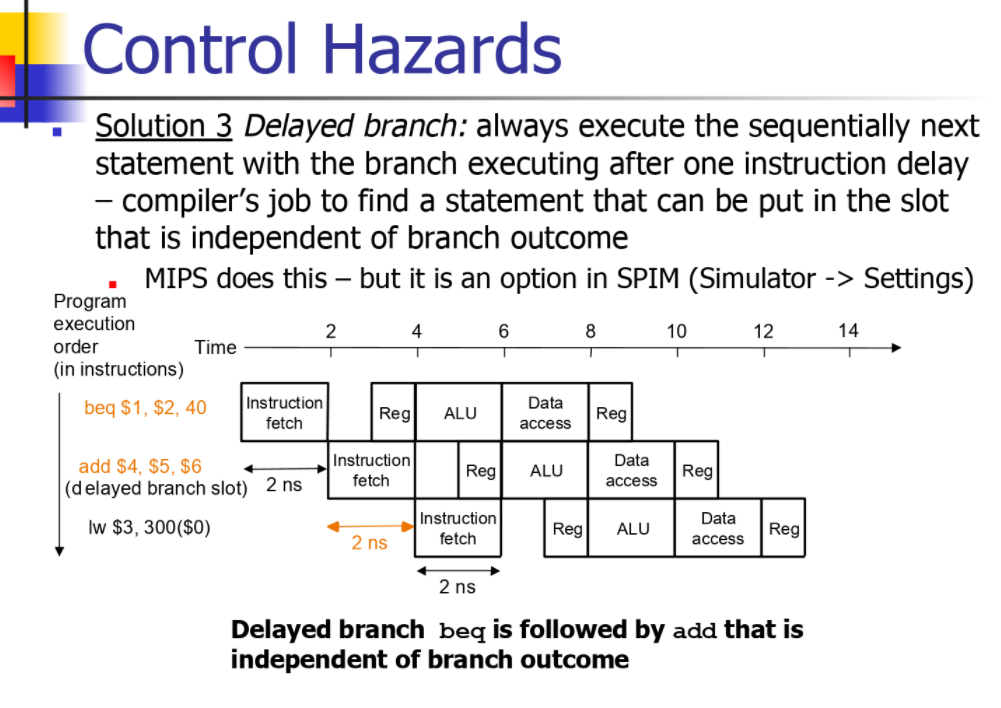 Control Hazards
Solution 3 Delayed branch: always execute the sequentially next
statement with the branch executing after one instruction delay
– compiler's job to find a statement that can be put in the slot
that is independent of branch outcome
MIPS does this – but it is an option in SPIM (Simulator -> Settings)
Program
execution
order
(in instructions)
Time
2 4 6 8 10 12 14
beq $1, $2, 40
Instruction
fetch
Reg
ALU
Data
access
Reg
add $4, $5, $6
(delayed branch slot)
2 ns
Instruction
fetch
Reg
ALU
Data
access
Reg
lw $3, 300($0)
2 ns
Instruction
fetch
Reg
ALU
Data
access
Reg
2 ns
Delayed branch beq is followed by add that is
independent of branch outcome